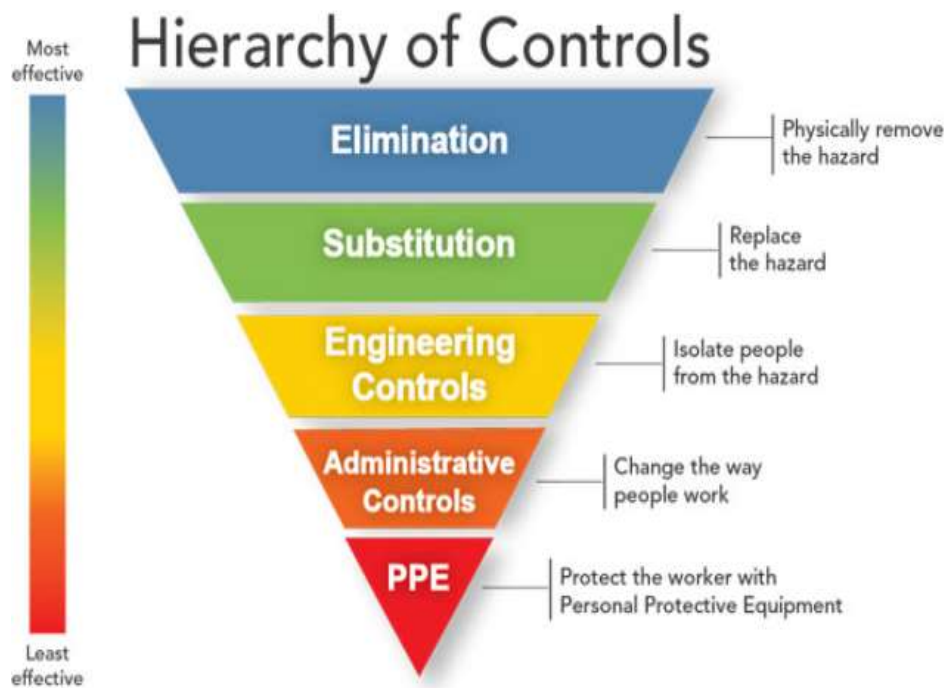 Hierarchy of Controls
Most
effective
Elimination
Physically remove
the hazard
Substitution
Replace
the hazard
Engineering
Controls
Isolate people
from the hazard
Administrative
Controls
Change the way
people work
PPE
Protect the worker with
Personal Protective Equipment
Least
effective